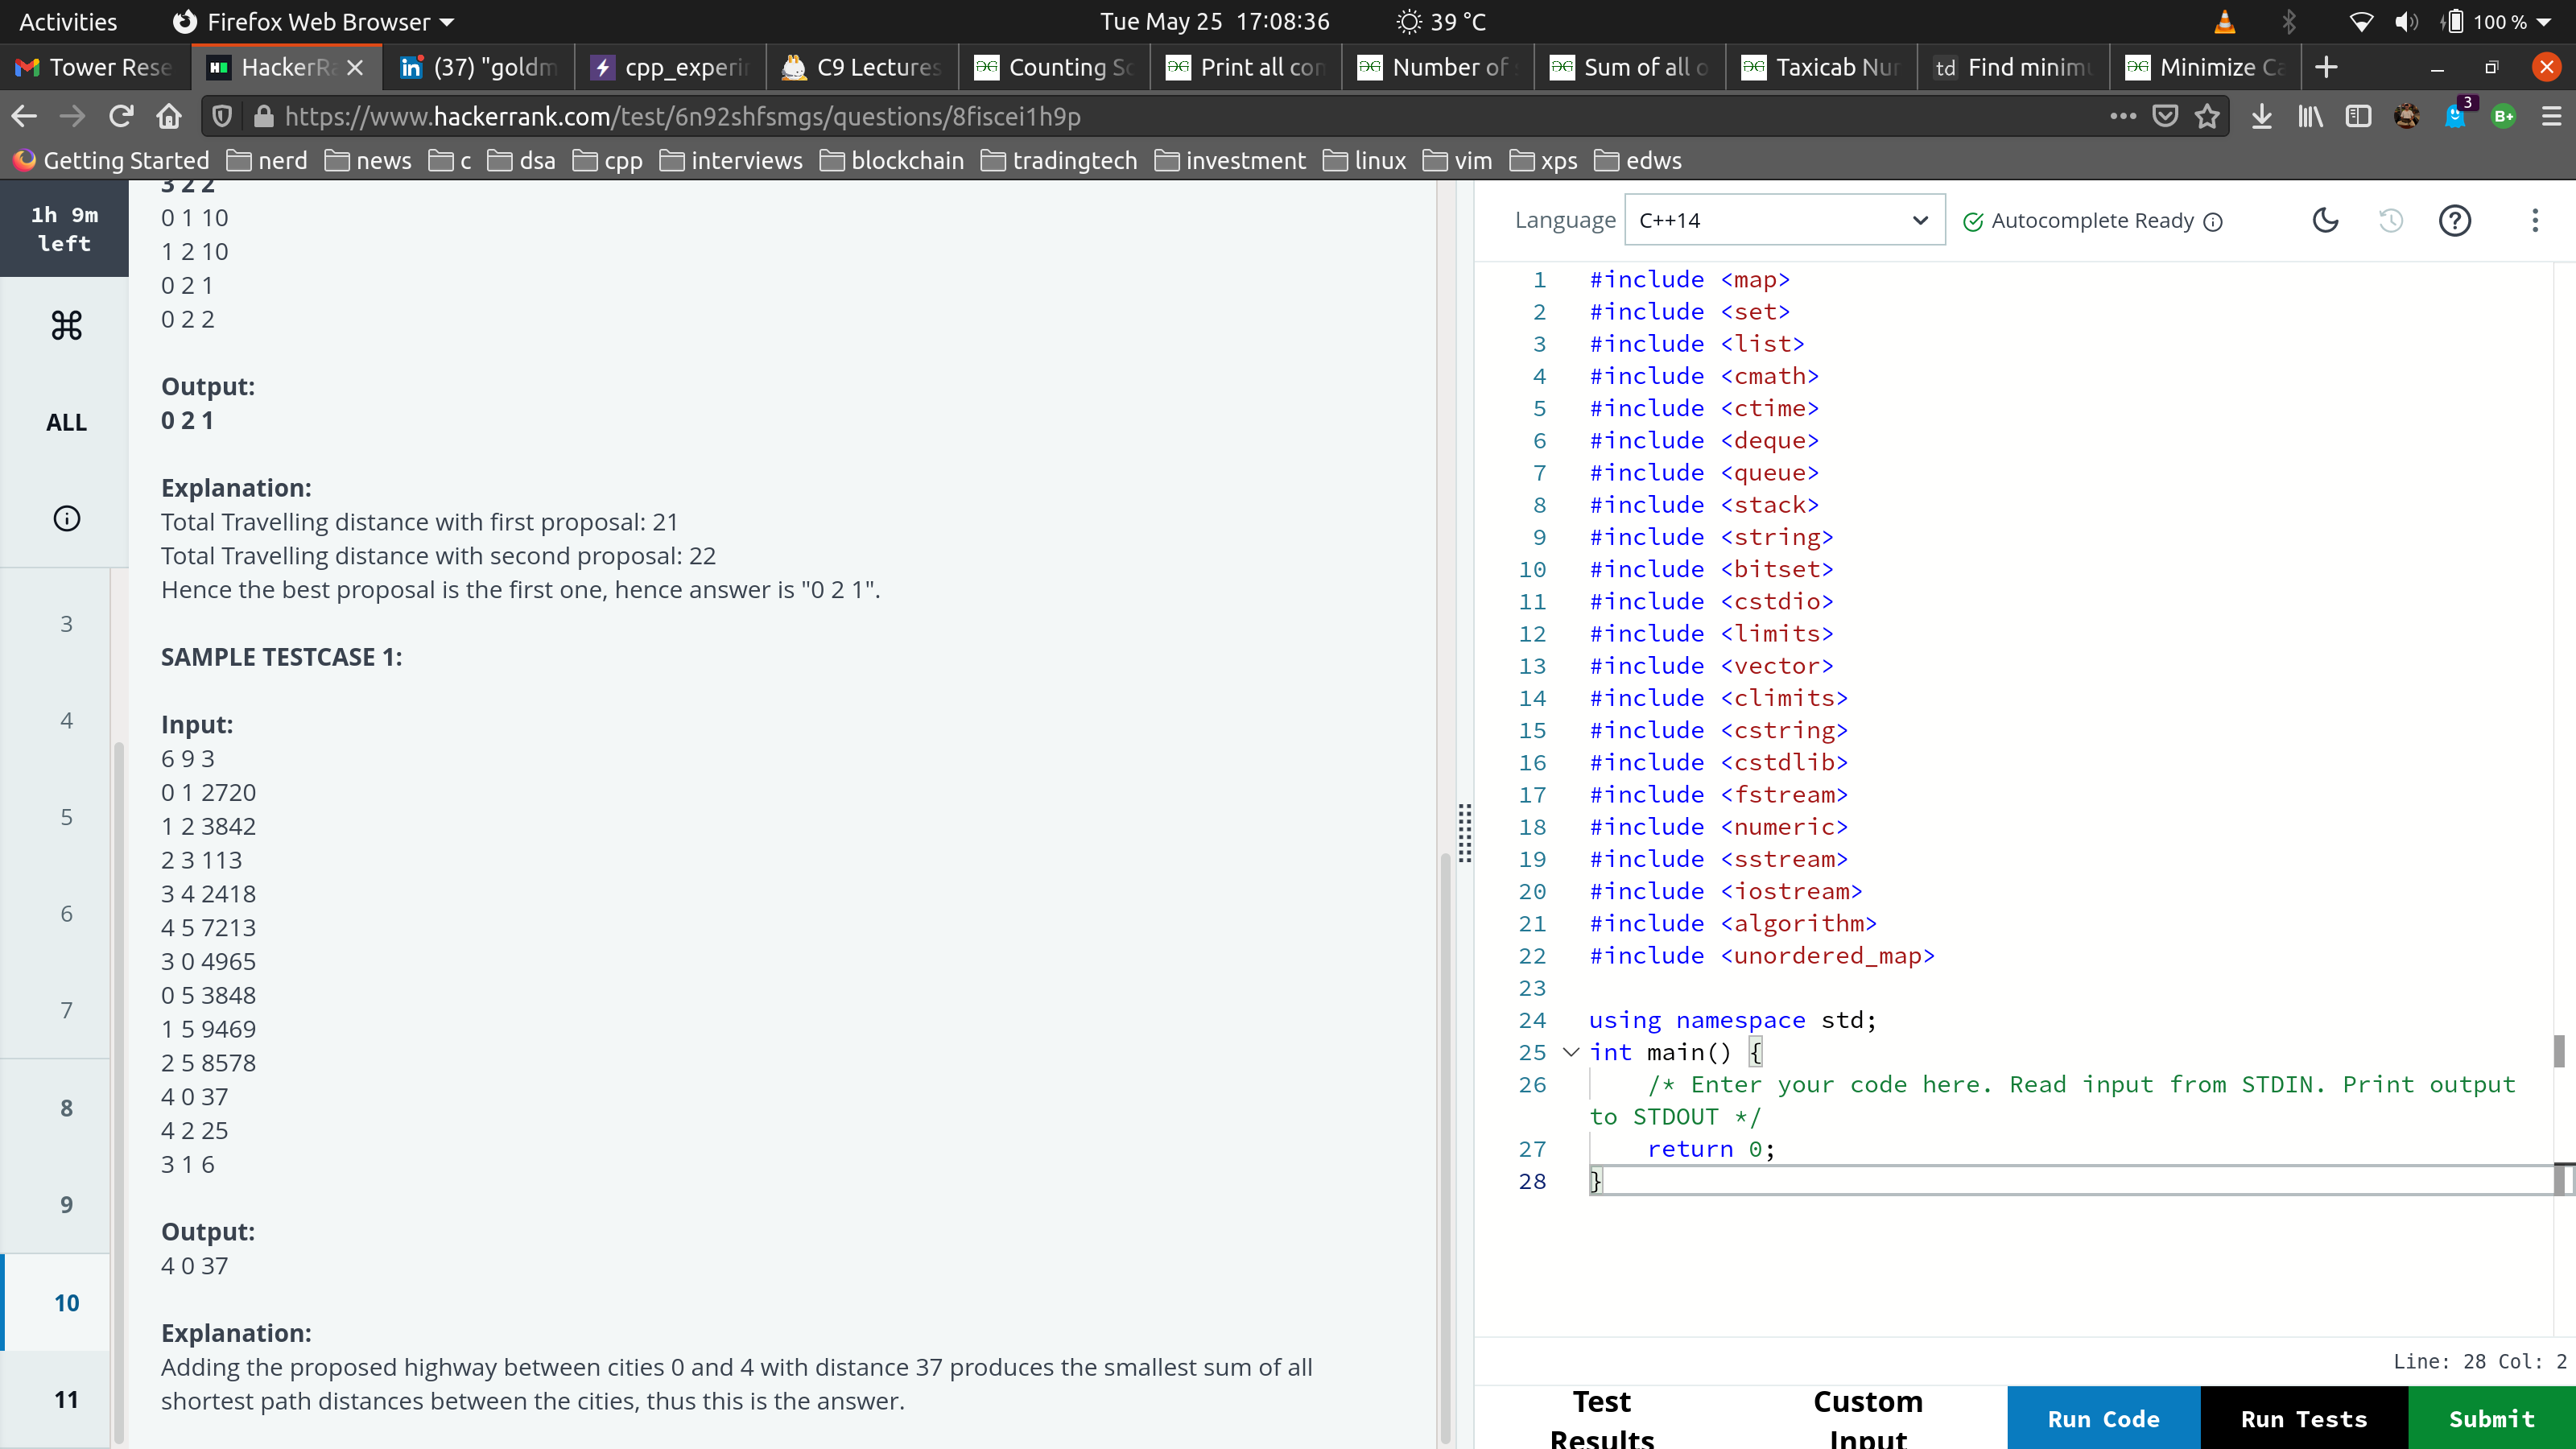 Activities Firefox Web Browser Tue May 25 17:08:36 39 °C 100 %
Tower Rese HackerRa (37) "goldm cpp_experi C9 Lectures Counting So Print all con Number of Sum of all o Taxicab Nur Find minimu Minimize Ca
https://www.hackerrank.com/test/6n92shfsmgs/questions/8fiscei1h9p 3 B+
Getting Started nerd news c dsa cpp interviews blockchain tradingtech investment linux vim xps edws
1h 9m
left
ALL
3
4
5
6
7
8
9
10
11
3 2 2
0 1 10
1 2 10
0 2 1
0 2 2
Output:
0 2 1
Explanation:
Total Travelling distance with first proposal: 21
Total Travelling distance with second proposal: 22
Hence the best proposal is the first one, hence answer is "0 2 1".
SAMPLE TESTCASE 1:
Input:
6 9 3
0 1 2720
1 2 3842
2 3 113
3 4 2418
4 5 7213
3 0 4965
0 5 3848
1 5 9469
2 5 8578
4 0 37
4 2 25
3 1 6
Output:
4 0 37
Explanation:
Adding the proposed highway between cities 0 and 4 with distance 37 produces the smallest sum of all
shortest path distances between the cities, thus this is the answer.
Language C++14 Autocomplete Ready
1 #include <map>
2 #include <set>
3 #include <list>
4 #include <cmath>
5 #include <ctime>
6 #include <deque>
7 #include <queue>
8 #include <stack>
9 #include <string>
10 #include <bitset>
11 #include <cstdio>
12 #include <limits>
13 #include <vector>
14 #include <climits>
15 #include <cstring>
16 #include <cstdlib>
17 #include <fstream>
18 #include <numeric>
19 #include <sstream>
20 #include <iostream>
21 #include <algorithm>
22 #include <unordered_map>
23
24 using namespace std;
25 int main() {
26 /* Enter your code here. Read input from STDIN. Print output
to STDOUT */
27 return 0;
28 }
Line: 28 Col: 2
Test
Results
Custom
Input
Run Code Run Tests Submit